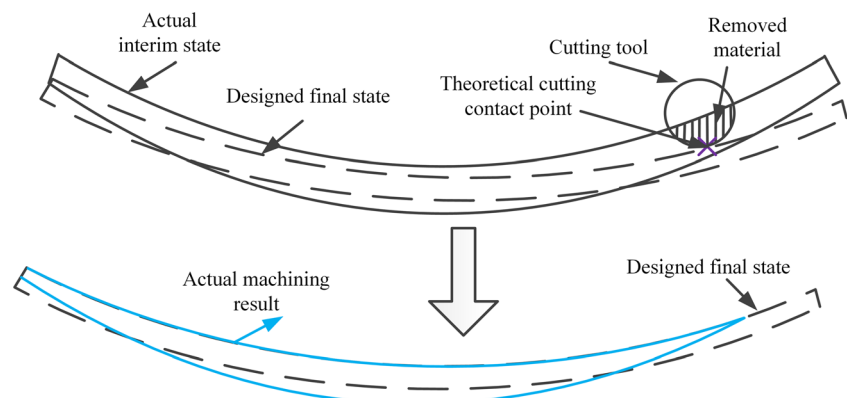 Actual
interim state
Designed final state
Cutting tool
Removed
material
Theoretical cutting
contact point
Actual machining
result
Designed final state